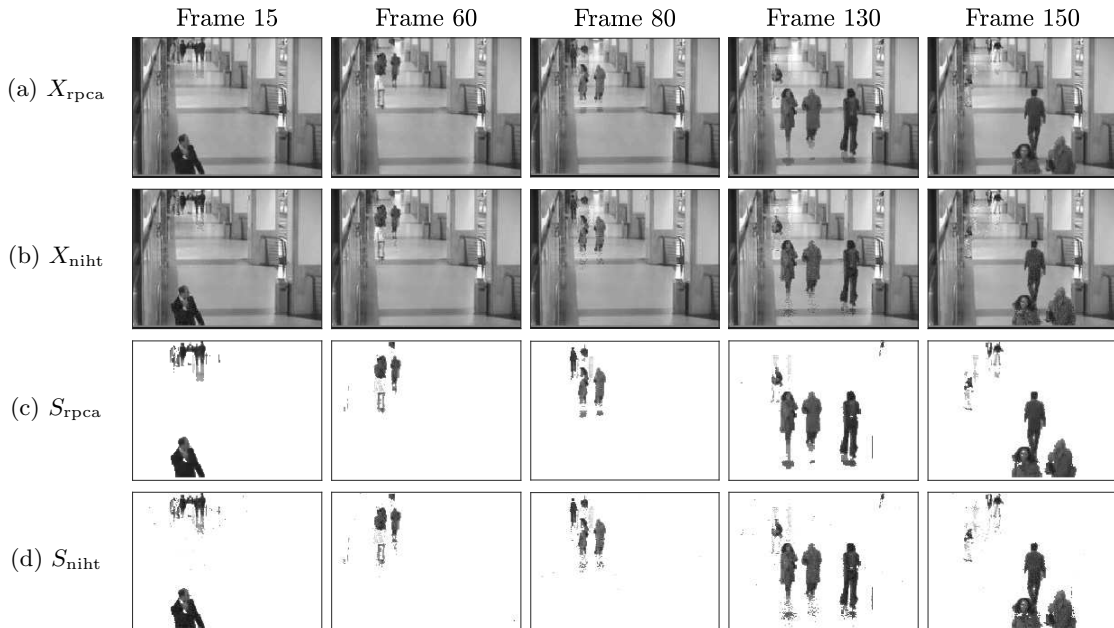 Frame 15 Frame 60 Frame 80 Frame 130 Frame 150
(a) X_rpca
(b) X_niht
(c) S_rpca
(d) S_niht